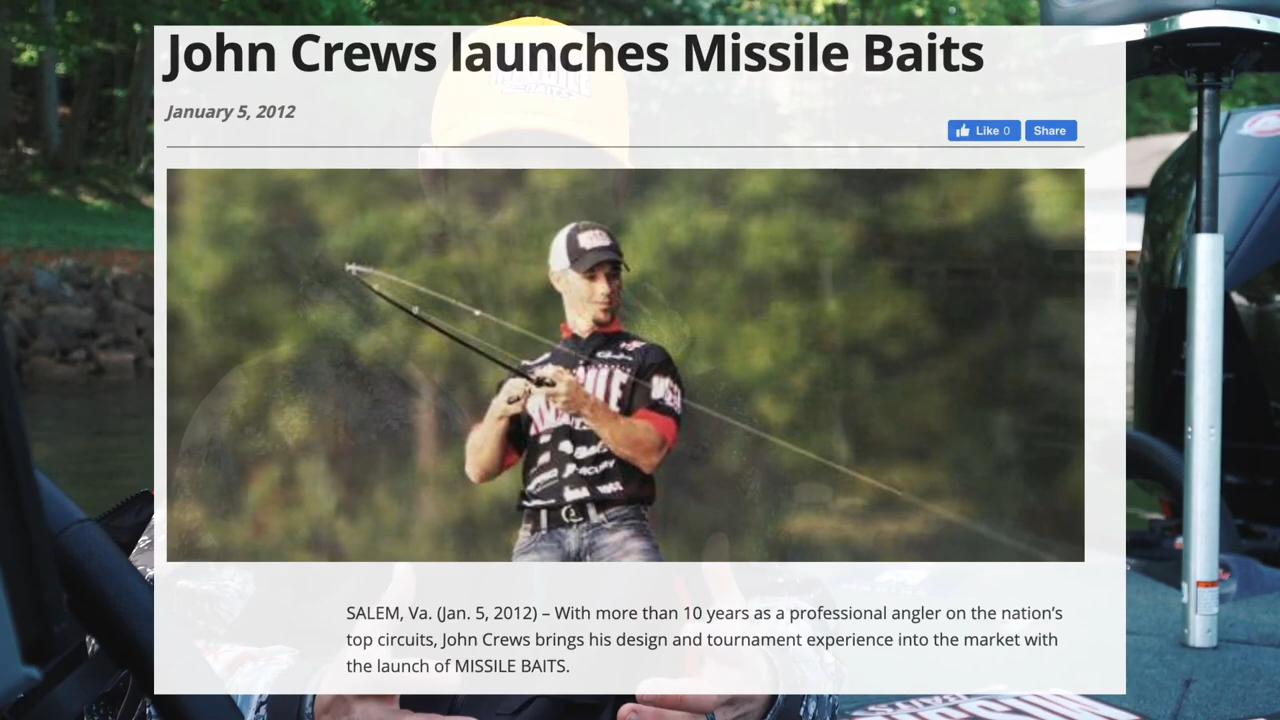 John Crews launches Missile Baits
January 5, 2012
Like 0
Share
SALEM, Va. (Jan. 5, 2012) – With more than 10 years as a professional angler on the nation’s
top circuits, John Crews brings his design and tournament experience into the market with
the launch of MISSILE BAITS.